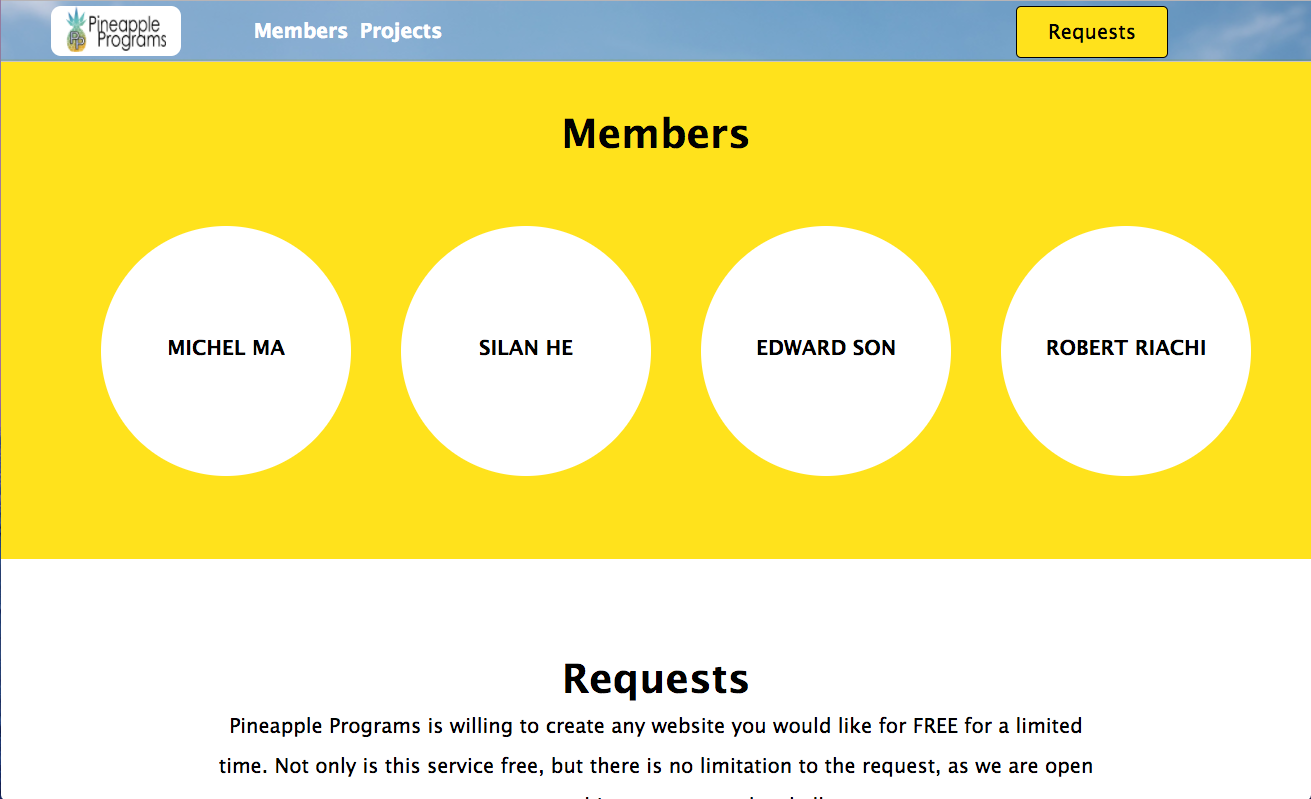 Pineapple
Programs
Members Projects
Requests
Members
MICHEL MA
SILAN HE
EDWARD SON
ROBERT RIACHI
Requests
Pineapple Programs is willing to create any website you would like for FREE for a limited
time. Not only is this service free, but there is no limitation to the request, as we are open